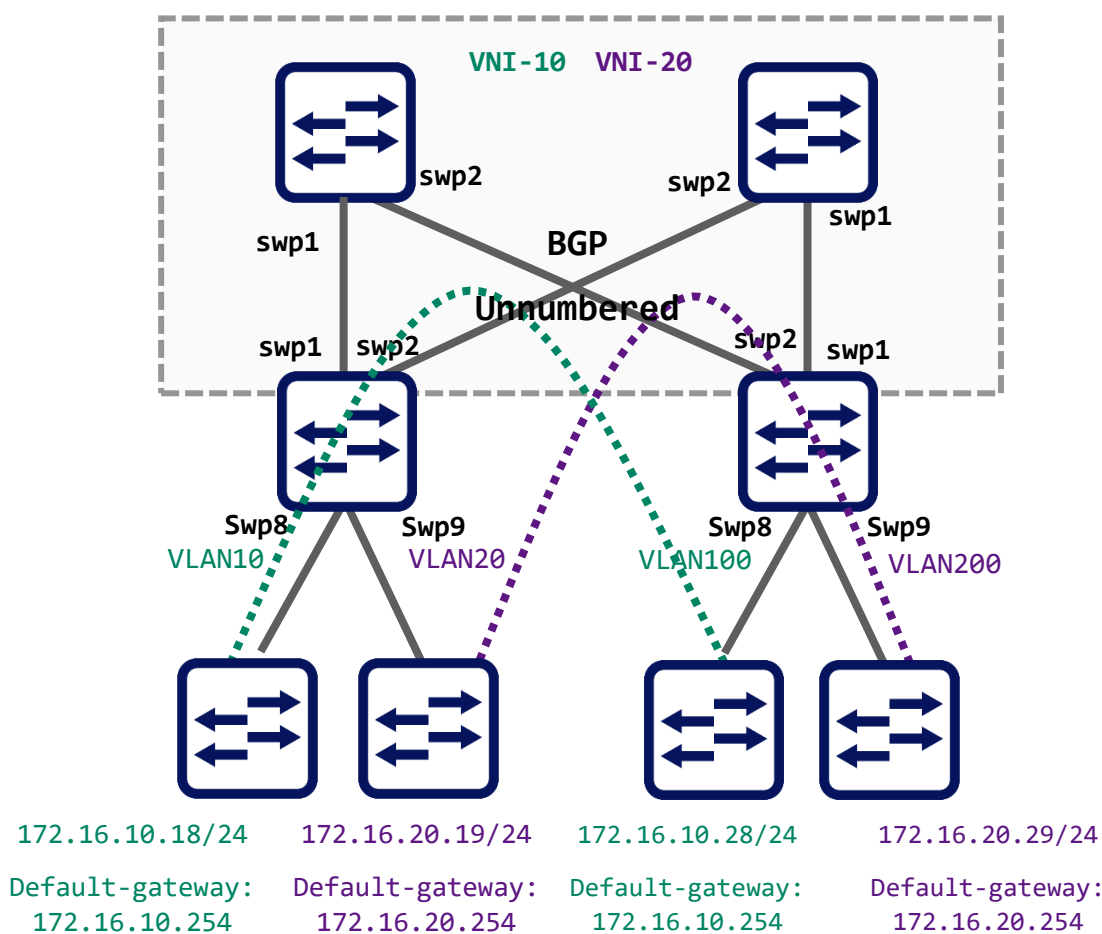 VNI-10 VNI-20
swp2
swp2
swp1
swp1
BGP
Unnumbered
swp1
swp2
swp2
swp1
Swp8
Swp9
Swp8
Swp9
VLAN10
VLAN20
VLAN100
VLAN200
172.16.10.18/24
172.16.20.19/24
172.16.10.28/24
172.16.20.29/24
Default-gateway:
172.16.10.254
Default-gateway:
172.16.20.254
Default-gateway:
172.16.10.254
Default-gateway:
172.16.20.254